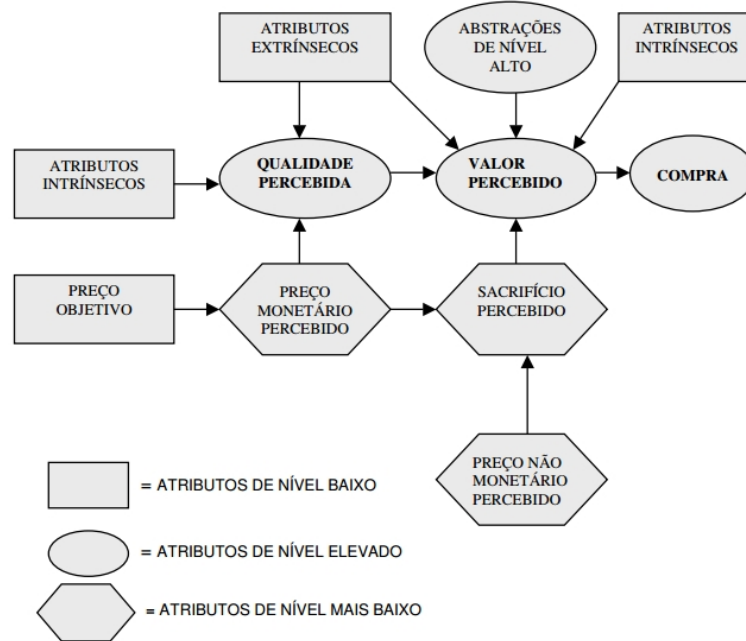 ATRIBUTOS
EXTRÍNSECOS
ABSTRAÇÕES
DE NÍVEL
ALTO
ATRIBUTOS
INTRÍNSECOS
ATRIBUTOS
INTRÍNSECOS
QUALIDADE
PERCEBIDA
VALOR
PERCEBIDO
COMPRA
PREÇO
OBJETIVO
PREÇO
MONETÁRIO
PERCEBIDO
SACRIFÍCIO
PERCEBIDO
PREÇO NÃO
MONETÁRIO
PERCEBIDO
= ATRIBUTOS DE NÍVEL BAIXO
= ATRIBUTOS DE NÍVEL ELEVADO
= ATRIBUTOS DE NÍVEL MAIS BAIXO